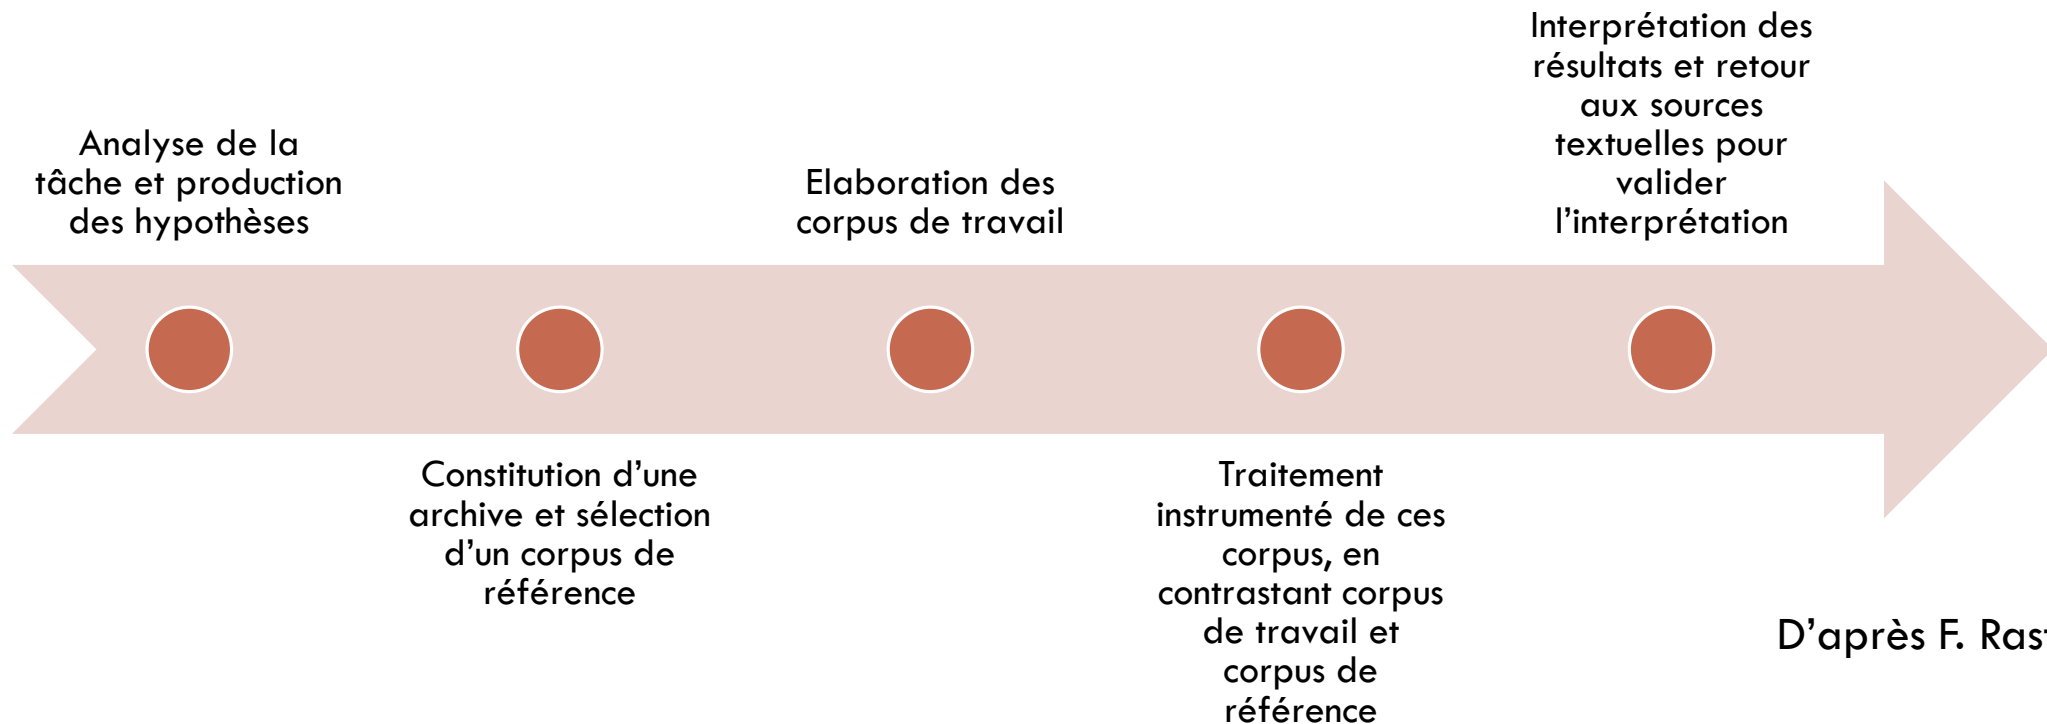 Analyse de la
tâche et production
des hypothèses
Constitution d’une
archive et sélection
d’un corpus de
référence
Elaboration des
corpus de travail
Traitement
instrumenté de ces
corpus, en
contrastant corpus
de travail et
corpus de
référence
Interprétation des
résultats et retour
aux sources
textuelles pour
valider
l’interprétation
D’après F.